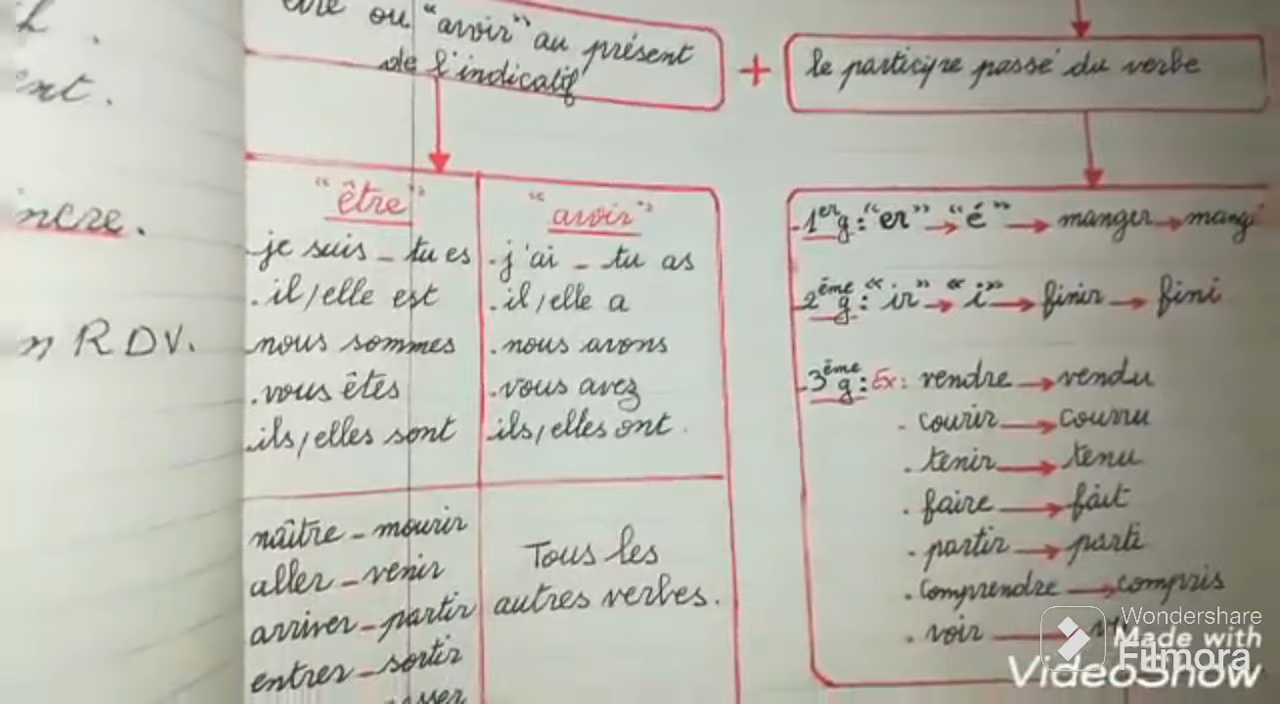 être ou "avoir" au présent
de l'indicatif
+
le participe passé du verbe
"être"
je suis _ tu es
. il/elle est
nous sommes
. vous êtes
. ils/elles sont
naître _ mourir
aller _ venir
arriver _ partir
entrer _ sortir
"avoir"
. j'ai _ tu as
. il/elle a
. nous avons
. vous avez
ils/elles ont .
Tous les
autres verbes.
- 1er g : "er" → "é" → manger → mangé
- 2ème g : "ir" → "i" → finir → fini
- 3ème g : Ex : vendre → vendu
- courir → couru
. tenir → tenu
. faire → fait
. partir → parti
. comprendre → compris
. voir →
n RDV.
Wondershare
Filmora
Made with
VideoShow